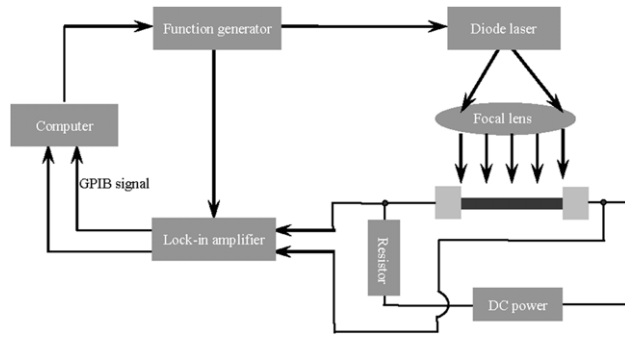 Function generator
Diode laser
Focal lens
Computer
GPIB signal
Lock-in amplifier
Resistor
DC power